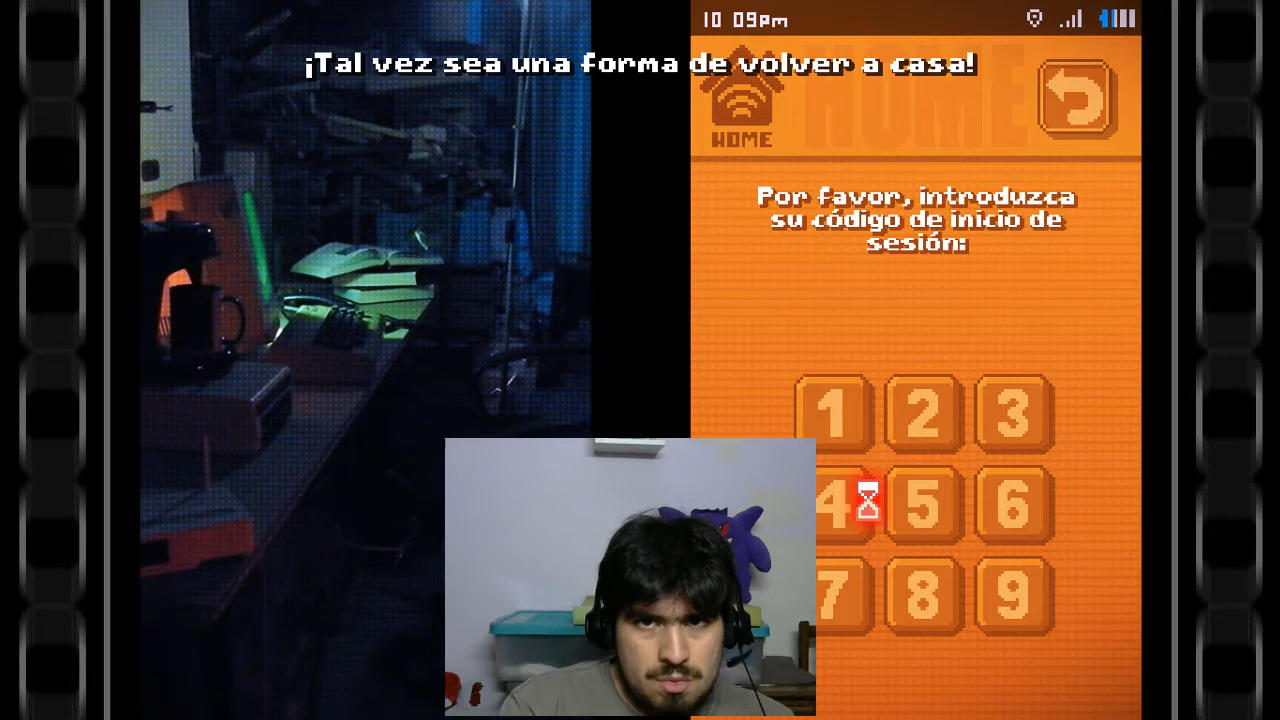 10 09pm
¡Tal vez sea una forma de volver a casa!
HOME
HOME
Por favor, introduzca
su código de inicio de
sesión:
1 2 3
4 5 6
7 8 9